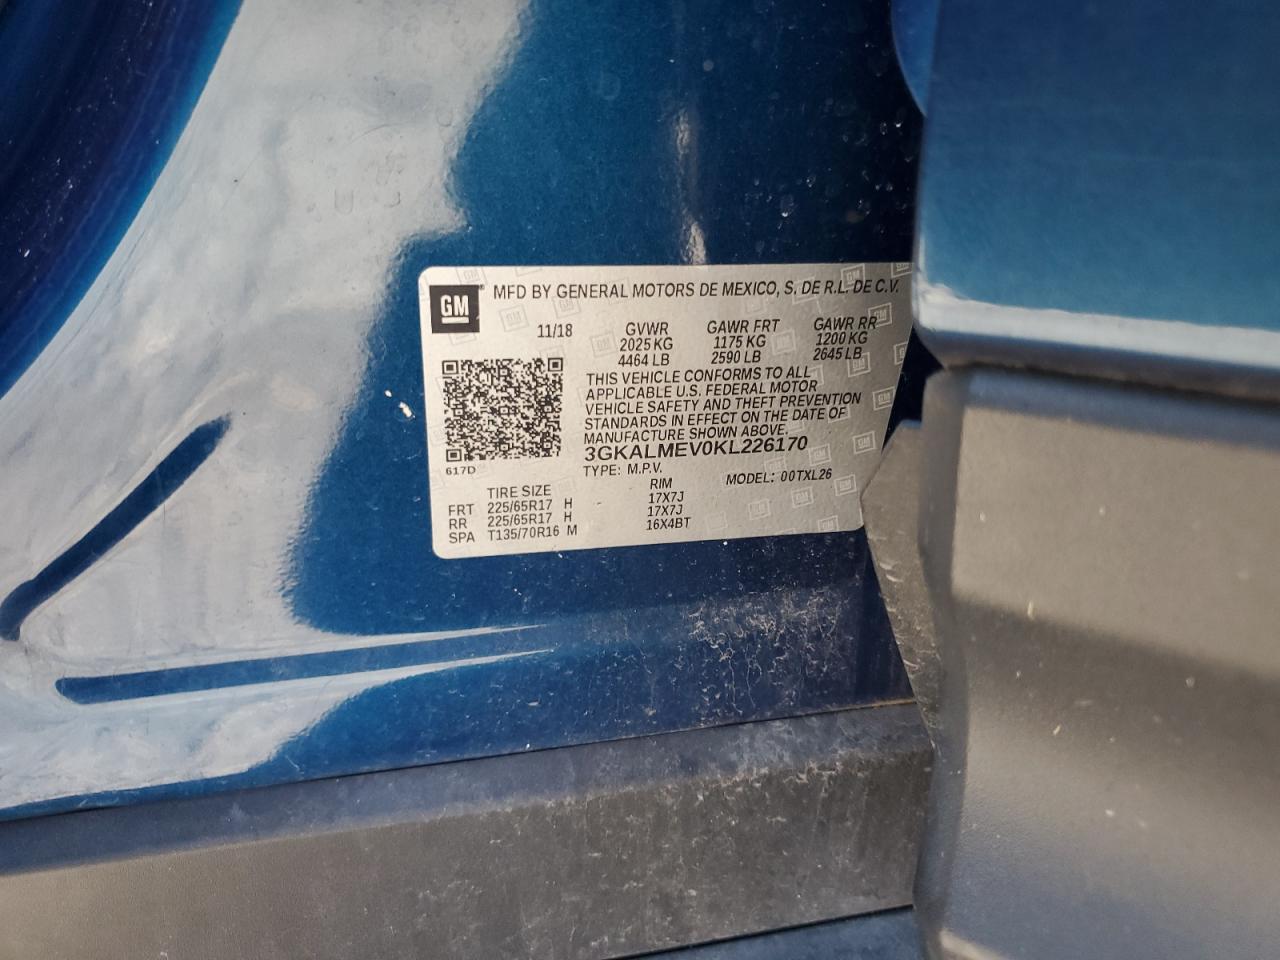 GM® MFD BY GENERAL MOTORS DE MEXICO, S. DE R.L. DE C.V.
11/18 GVWR GAWR FRT GAWR RR
2025 KG 1175 KG 1200 KG
4464 LB 2590 LB 2645 LB
THIS VEHICLE CONFORMS TO ALL
APPLICABLE U.S. FEDERAL MOTOR
VEHICLE SAFETY AND THEFT PREVENTION
STANDARDS IN EFFECT ON THE DATE OF
MANUFACTURE SHOWN ABOVE.
3GKALMEV0KL226170
617D TYPE: M.P.V. MODEL: 00TXL26
TIRE SIZE RIM
FRT 225/65R17 H - 17X7J
RR 225/65R17 H 17X7J
SPA T135/70R16 M 16X4BT